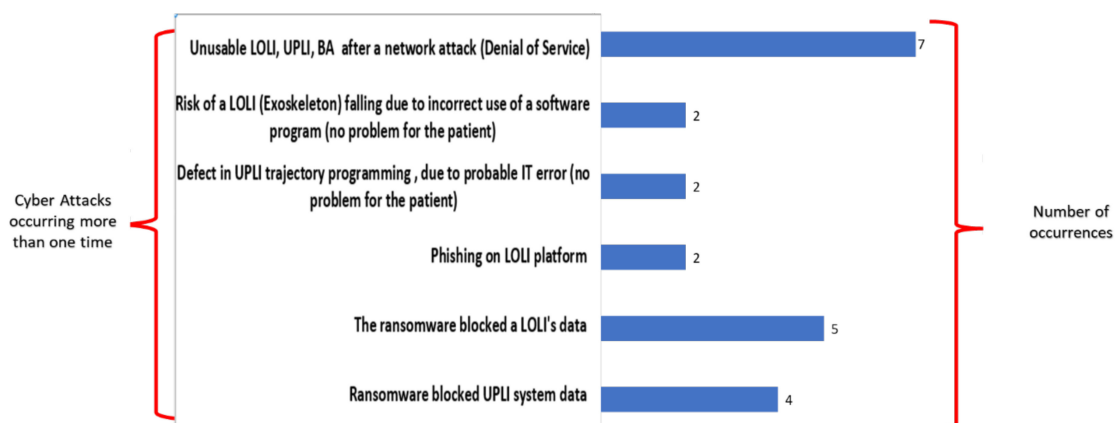 Unusable LOLI, UPLI, BA after a network attack (Denial of Service)
7
Risk of a LOLI (Exoskeleton) falling due to incorrect use of a software
program (no problem for the patient)
2
Defect in UPLI trajectory programming , due to probable IT error (no
problem for the patient)
2
Cyber Attacks
occurring more
than one time
Number of
occurrences
Phishing on LOLI platform
2
The ransomware blocked a LOLI's data
5
Ransomware blocked UPLI system data
4